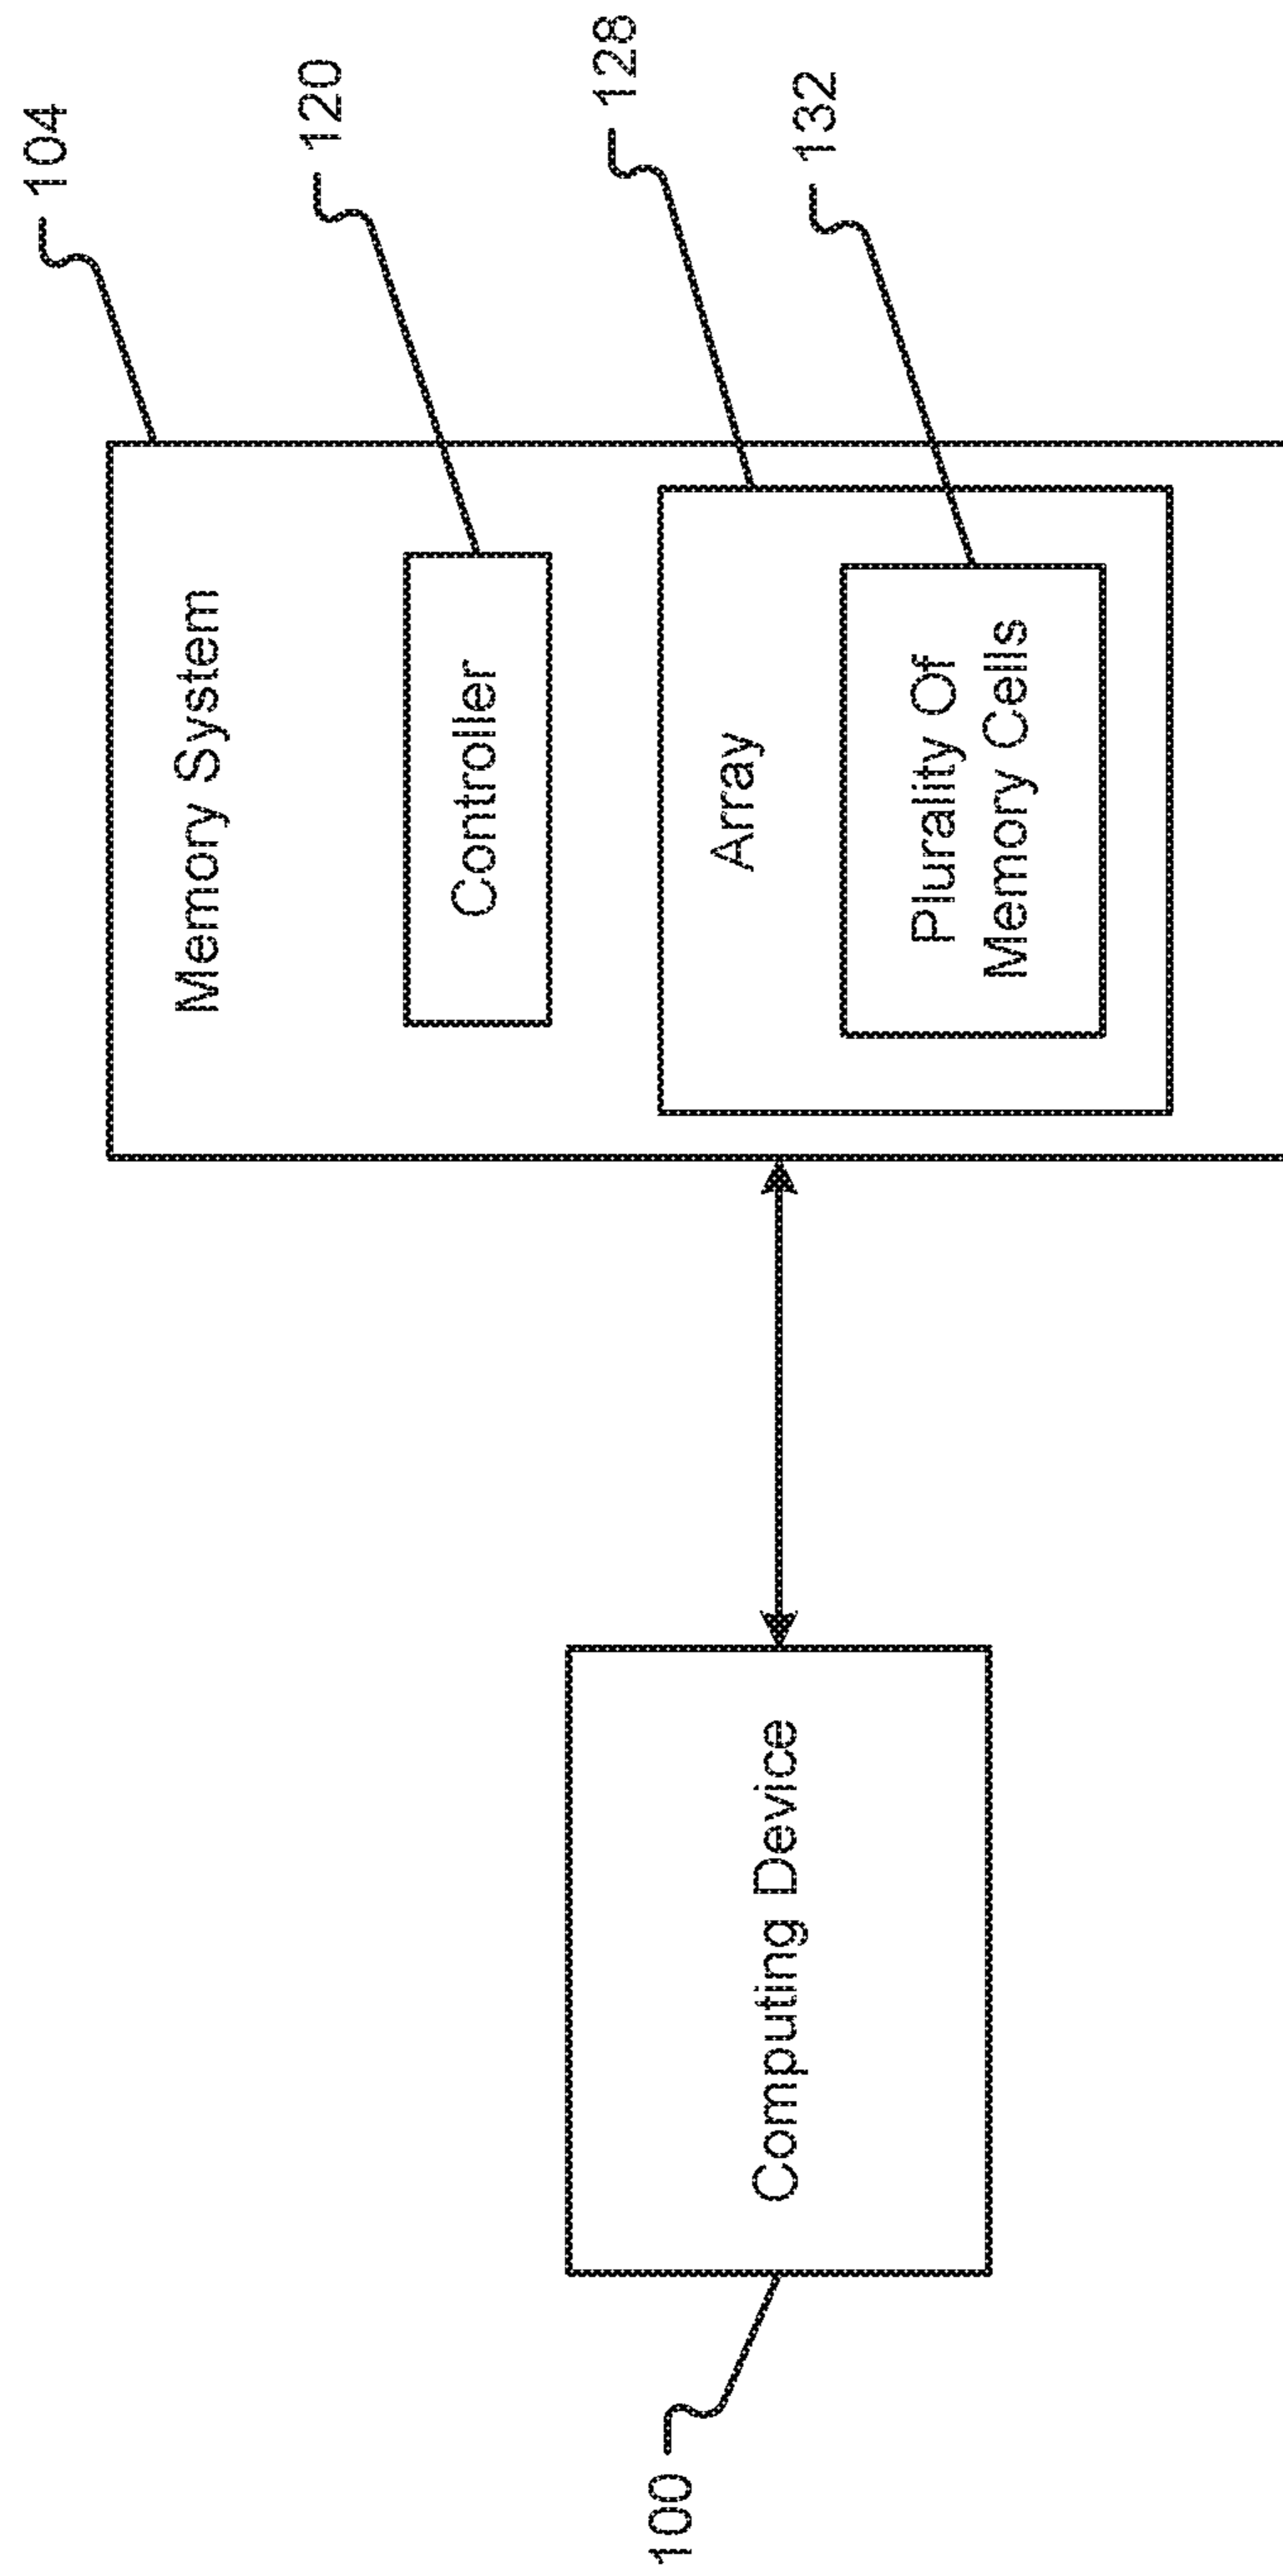 104
Memory System
120
Controller
128
Array
132
Plurality Of
Memory Cells
Computing Device
100